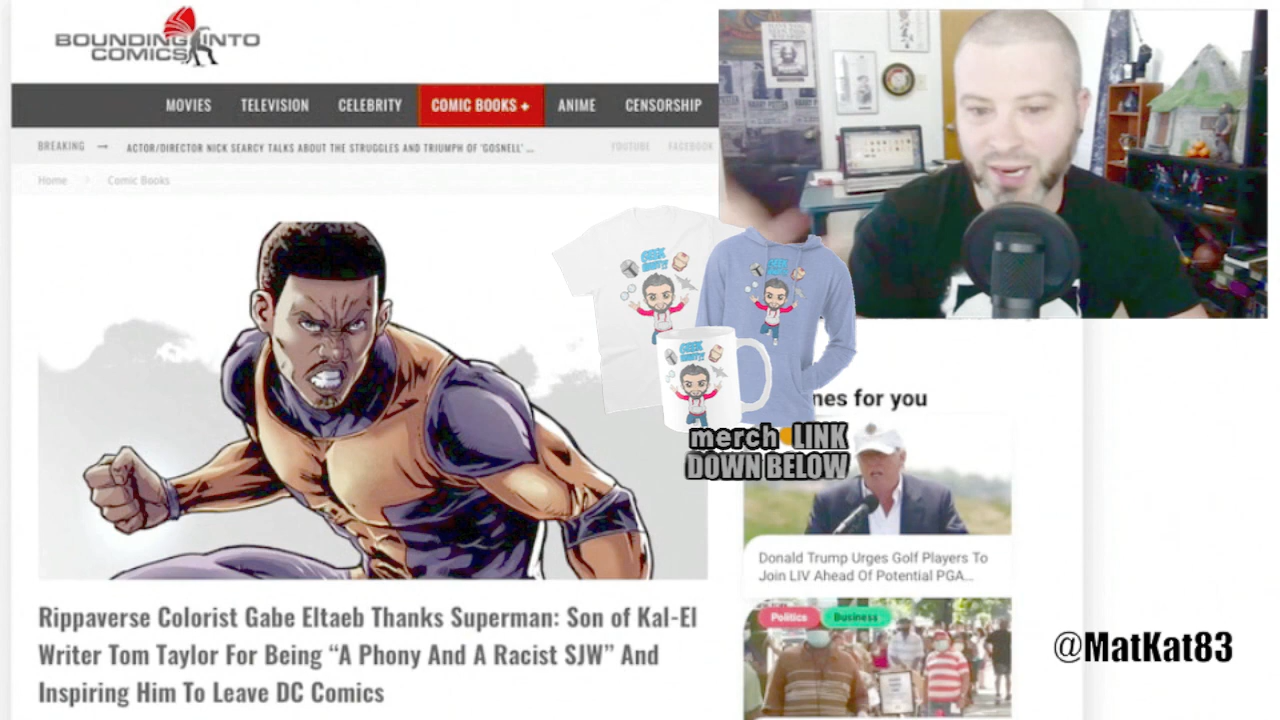 BOUNDING INTO
COMICS
MOVIES TELEVISION CELEBRITY COMIC BOOKS + ANIME CENSORSHIP
BREAKING → ACTOR/DIRECTOR NICK SEARCY TALKS ABOUT THE STRUGGLES AND TRIUMPH OF 'GOSNELL' ... YOUTUBE FACEBOOK
Home > Comic Books
GEEK
GEEK
GEEK
merch LINK
DOWN BELOW
nes for you
Donald Trump Urges Golf Players To
Join LIV Ahead Of Potential PGA...
Politics Business
Rippaverse Colorist Gabe Eltaeb Thanks Superman: Son of Kal-El
Writer Tom Taylor For Being “A Phony And A Racist SJW” And
Inspiring Him To Leave DC Comics
@MatKat83